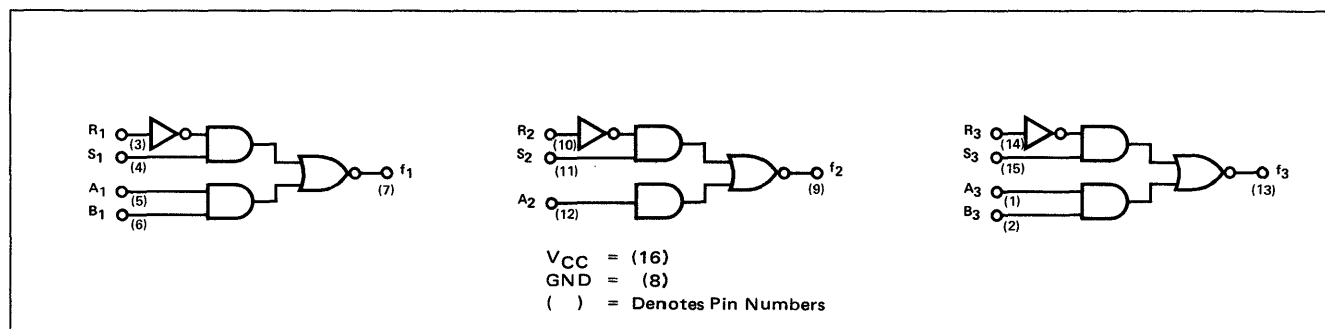 R1 (3)
S1 (4)
A1 (5)
B1 (6)
f1 (7)
R2 (10)
S2 (11)
A2 (12)
f2 (9)
R3 (14)
S3 (15)
A3 (1)
B3 (2)
f3 (13)
VCC = (16)
GND = (8)
( ) = Denotes Pin Numbers